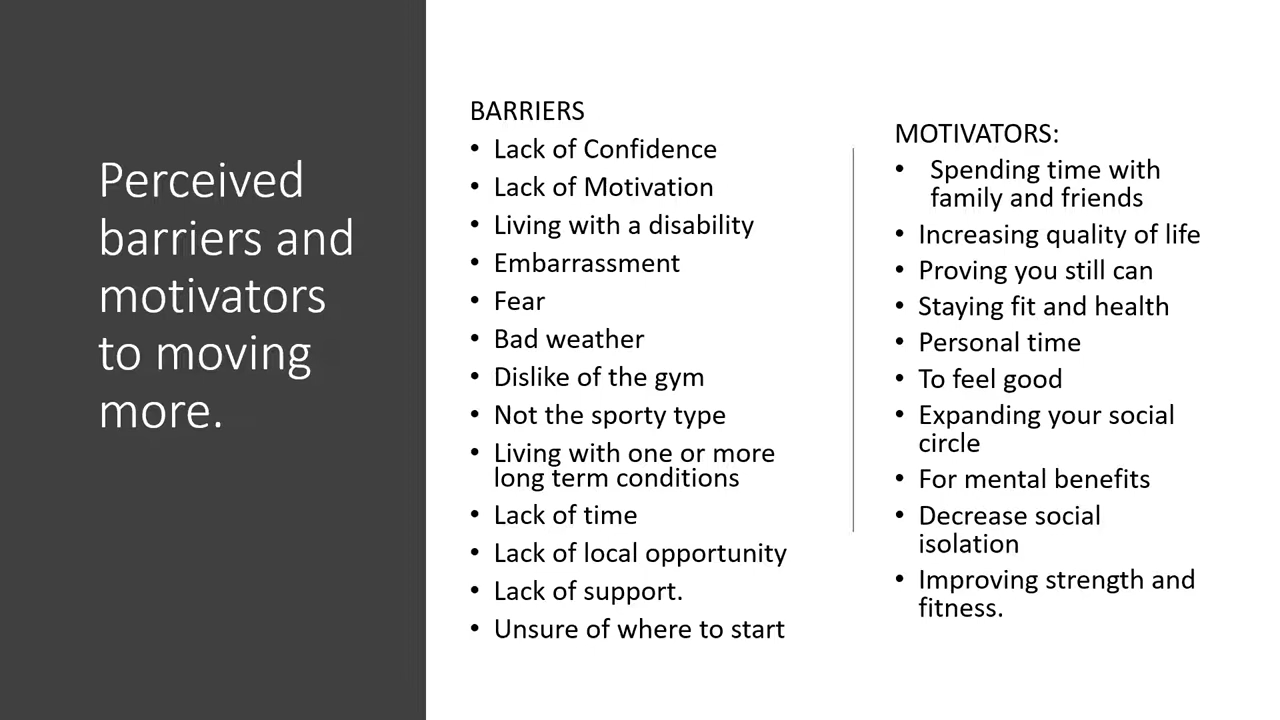 Perceived
barriers and
motivators
to moving
more.
BARRIERS
• Lack of Confidence
• Lack of Motivation
• Living with a disability
• Embarrassment
• Fear
• Bad weather
• Dislike of the gym
• Not the sporty type
• Living with one or more
long term conditions
• Lack of time
• Lack of local opportunity
• Lack of support.
• Unsure of where to start
MOTIVATORS:
• Spending time with
family and friends
• Increasing quality of life
• Proving you still can
• Staying fit and health
• Personal time
• To feel good
• Expanding your social
circle
• For mental benefits
• Decrease social
isolation
• Improving strength and
fitness.